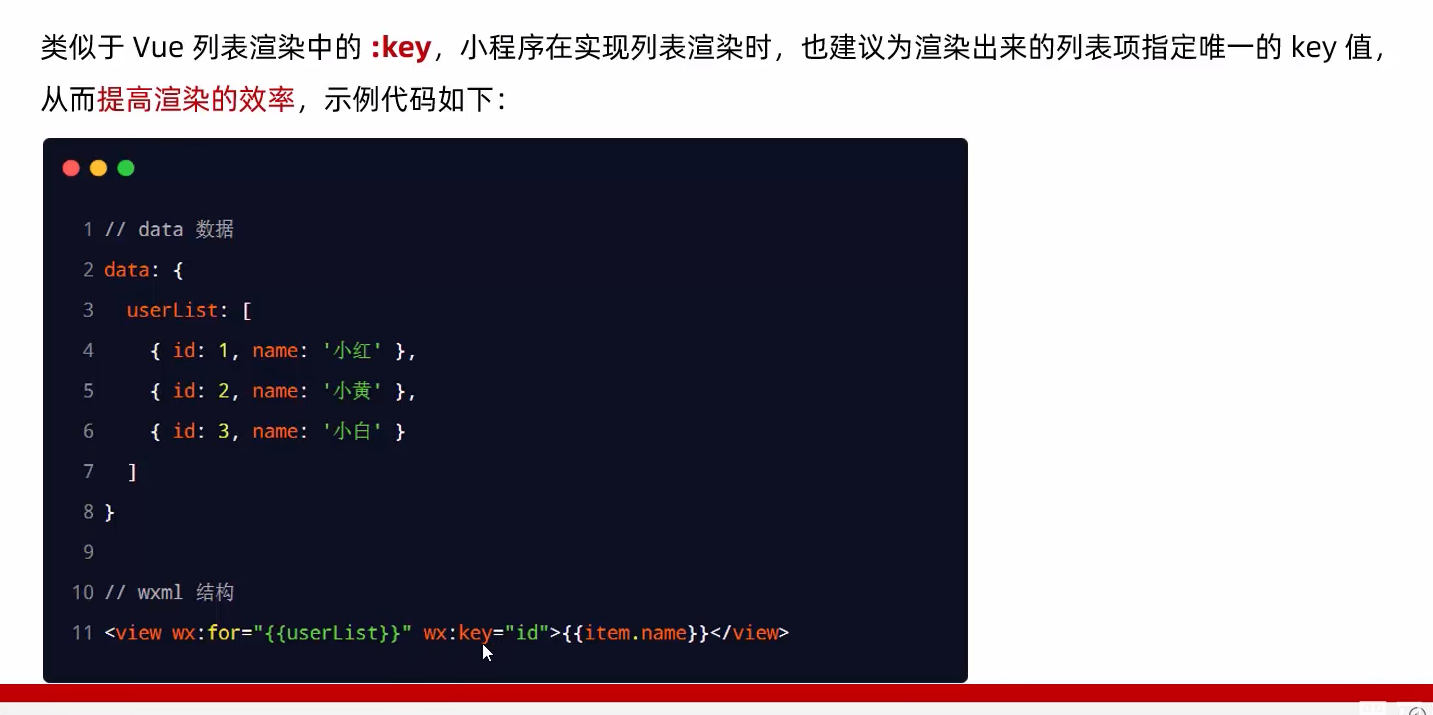 类似于 Vue 列表渲染中的 :key，小程序在实现列表渲染时，也建议为渲染出来的列表项指定唯一的 key 值，
从而提高渲染的效率，示例代码如下：
1 // data 数据
2 data: {
3   userList: [
4     { id: 1, name: '小红' },
5     { id: 2, name: '小黄' },
6     { id: 3, name: '小白' }
7   ]
8 }
9
10 // wxml 结构
11 <view wx:for="{{userList}}" wx:key="id">{{item.name}}</view>